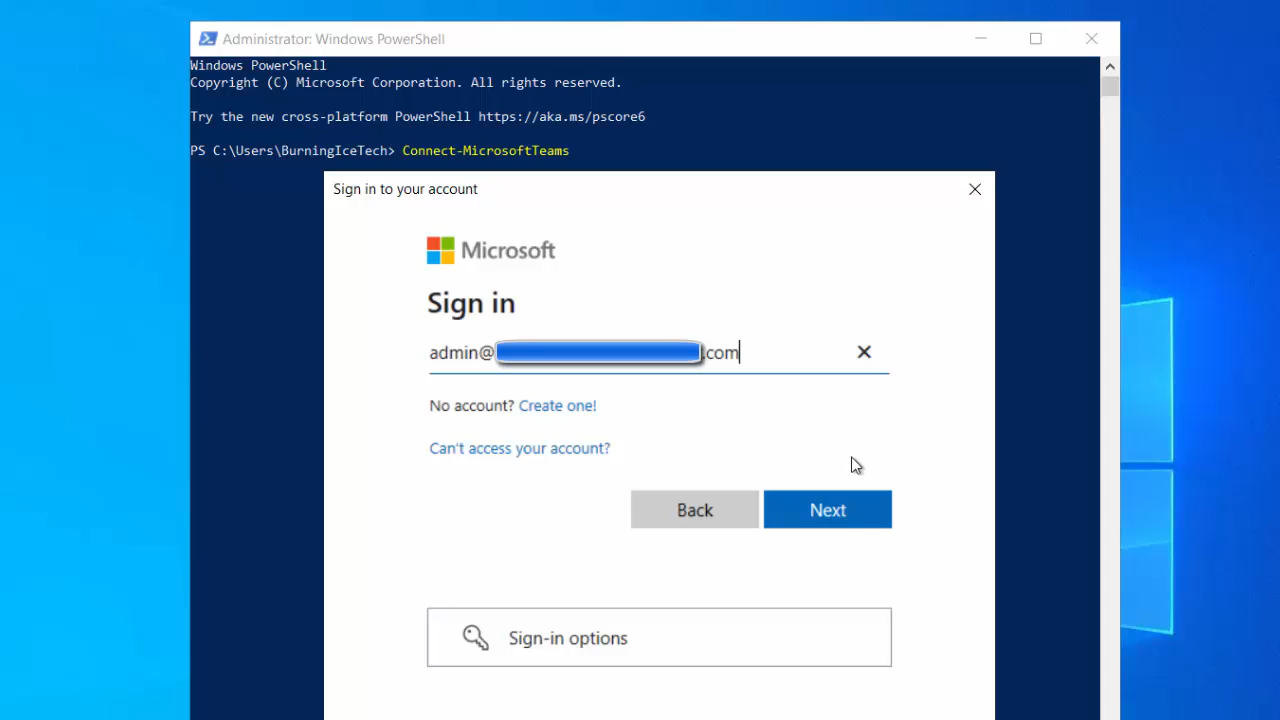 Administrator: Windows PowerShell
Windows PowerShell
Copyright (C) Microsoft Corporation. All rights reserved.
Try the new cross-platform PowerShell https://aka.ms/pscore6
PS C:\Users\BurningIceTech> Connect-MicrosoftTeams
Sign in to your account
Microsoft
Sign in
admin@ .com
No account? Create one!
Can't access your account?
Back Next
Sign-in options